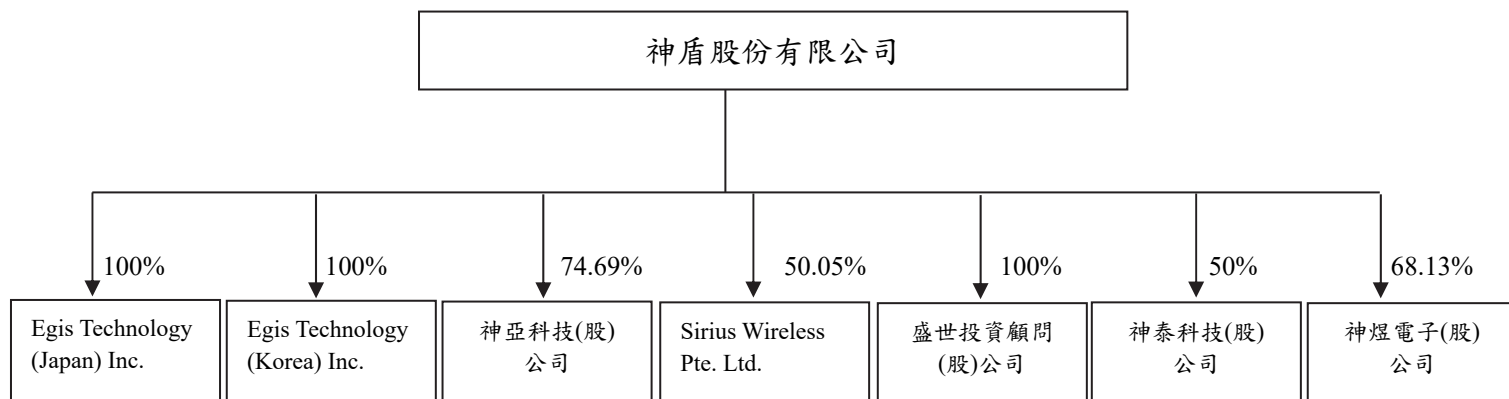 神盾股份有限公司
100%
100%
74.69%
50.05%
100%
50%
68.13%
Egis Technology
(Japan) Inc.
Egis Technology
(Korea) Inc.
神亞科技(股)
公司
Sirius Wireless
Pte. Ltd.
盛世投資顧問
(股)公司
神泰科技(股)
公司
神煜電子(股)
公司